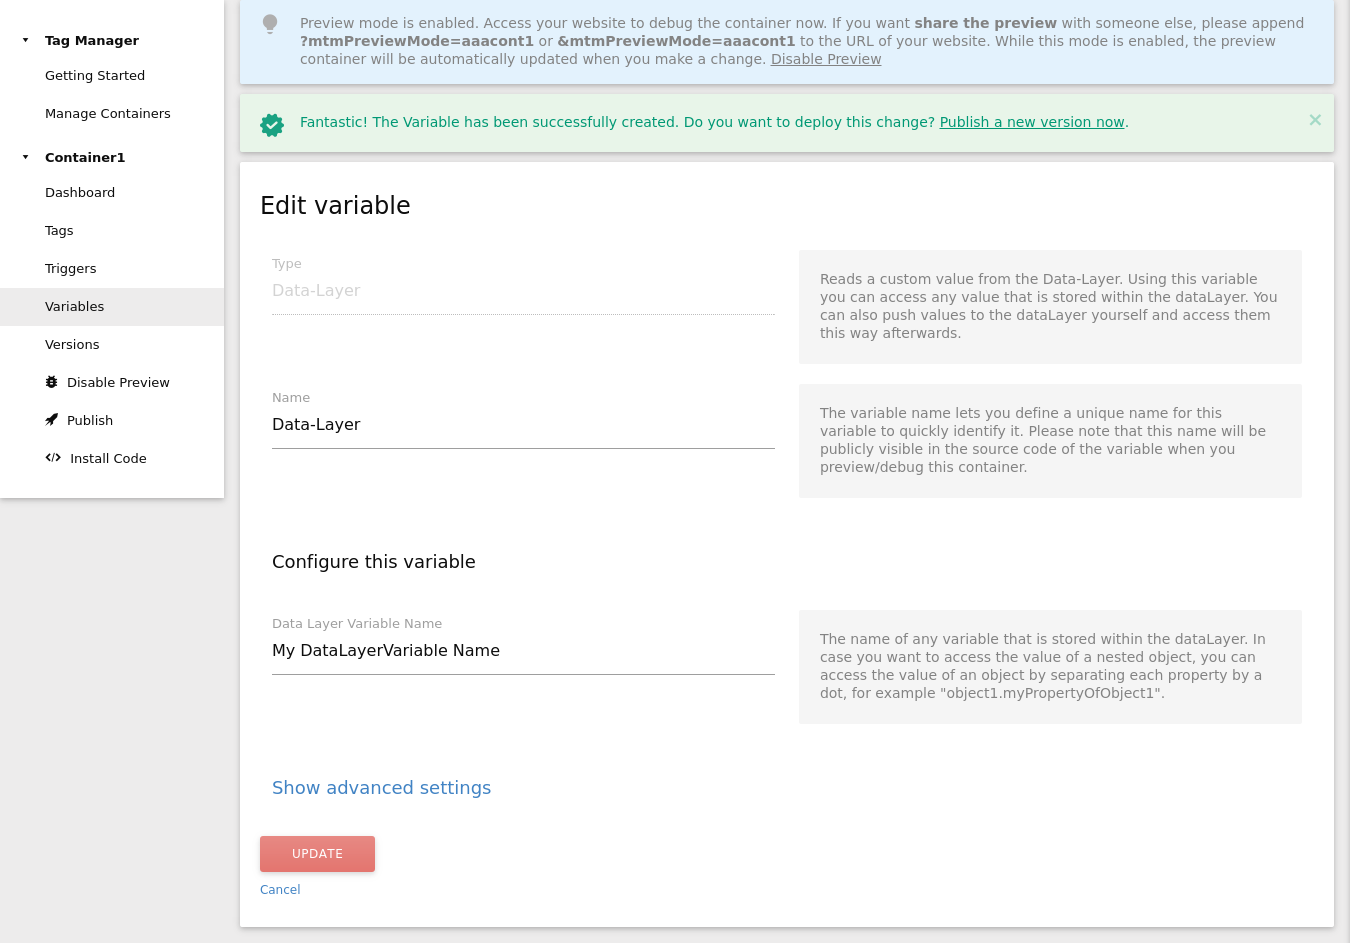 Tag Manager
Getting Started
Manage Containers
Container1
Dashboard
Tags
Triggers
Variables
Versions
Disable Preview
Publish
Install Code
Preview mode is enabled. Access your website to debug the container now. If you want share the preview with someone else, please append
?mtmPreviewMode=aaacont1 or &mtmPreviewMode=aaacont1 to the URL of your website. While this mode is enabled, the preview
container will be automatically updated when you make a change. Disable Preview
Fantastic! The Variable has been successfully created. Do you want to deploy this change? Publish a new version now.
Edit variable
Type
Data-Layer
Reads a custom value from the Data-Layer. Using this variable
you can access any value that is stored within the dataLayer. You
can also push values to the dataLayer yourself and access them
this way afterwards.
Name
Data-Layer
The variable name lets you define a unique name for this
variable to quickly identify it. Please note that this name will be
publicly visible in the source code of the variable when you
preview/debug this container.
Configure this variable
Data Layer Variable Name
My DataLayerVariable Name
The name of any variable that is stored within the dataLayer. In
case you want to access the value of a nested object, you can
access the value of an object by separating each property by a
dot, for example "object1.myPropertyOfObject1".
Show advanced settings
UPDATE
Cancel